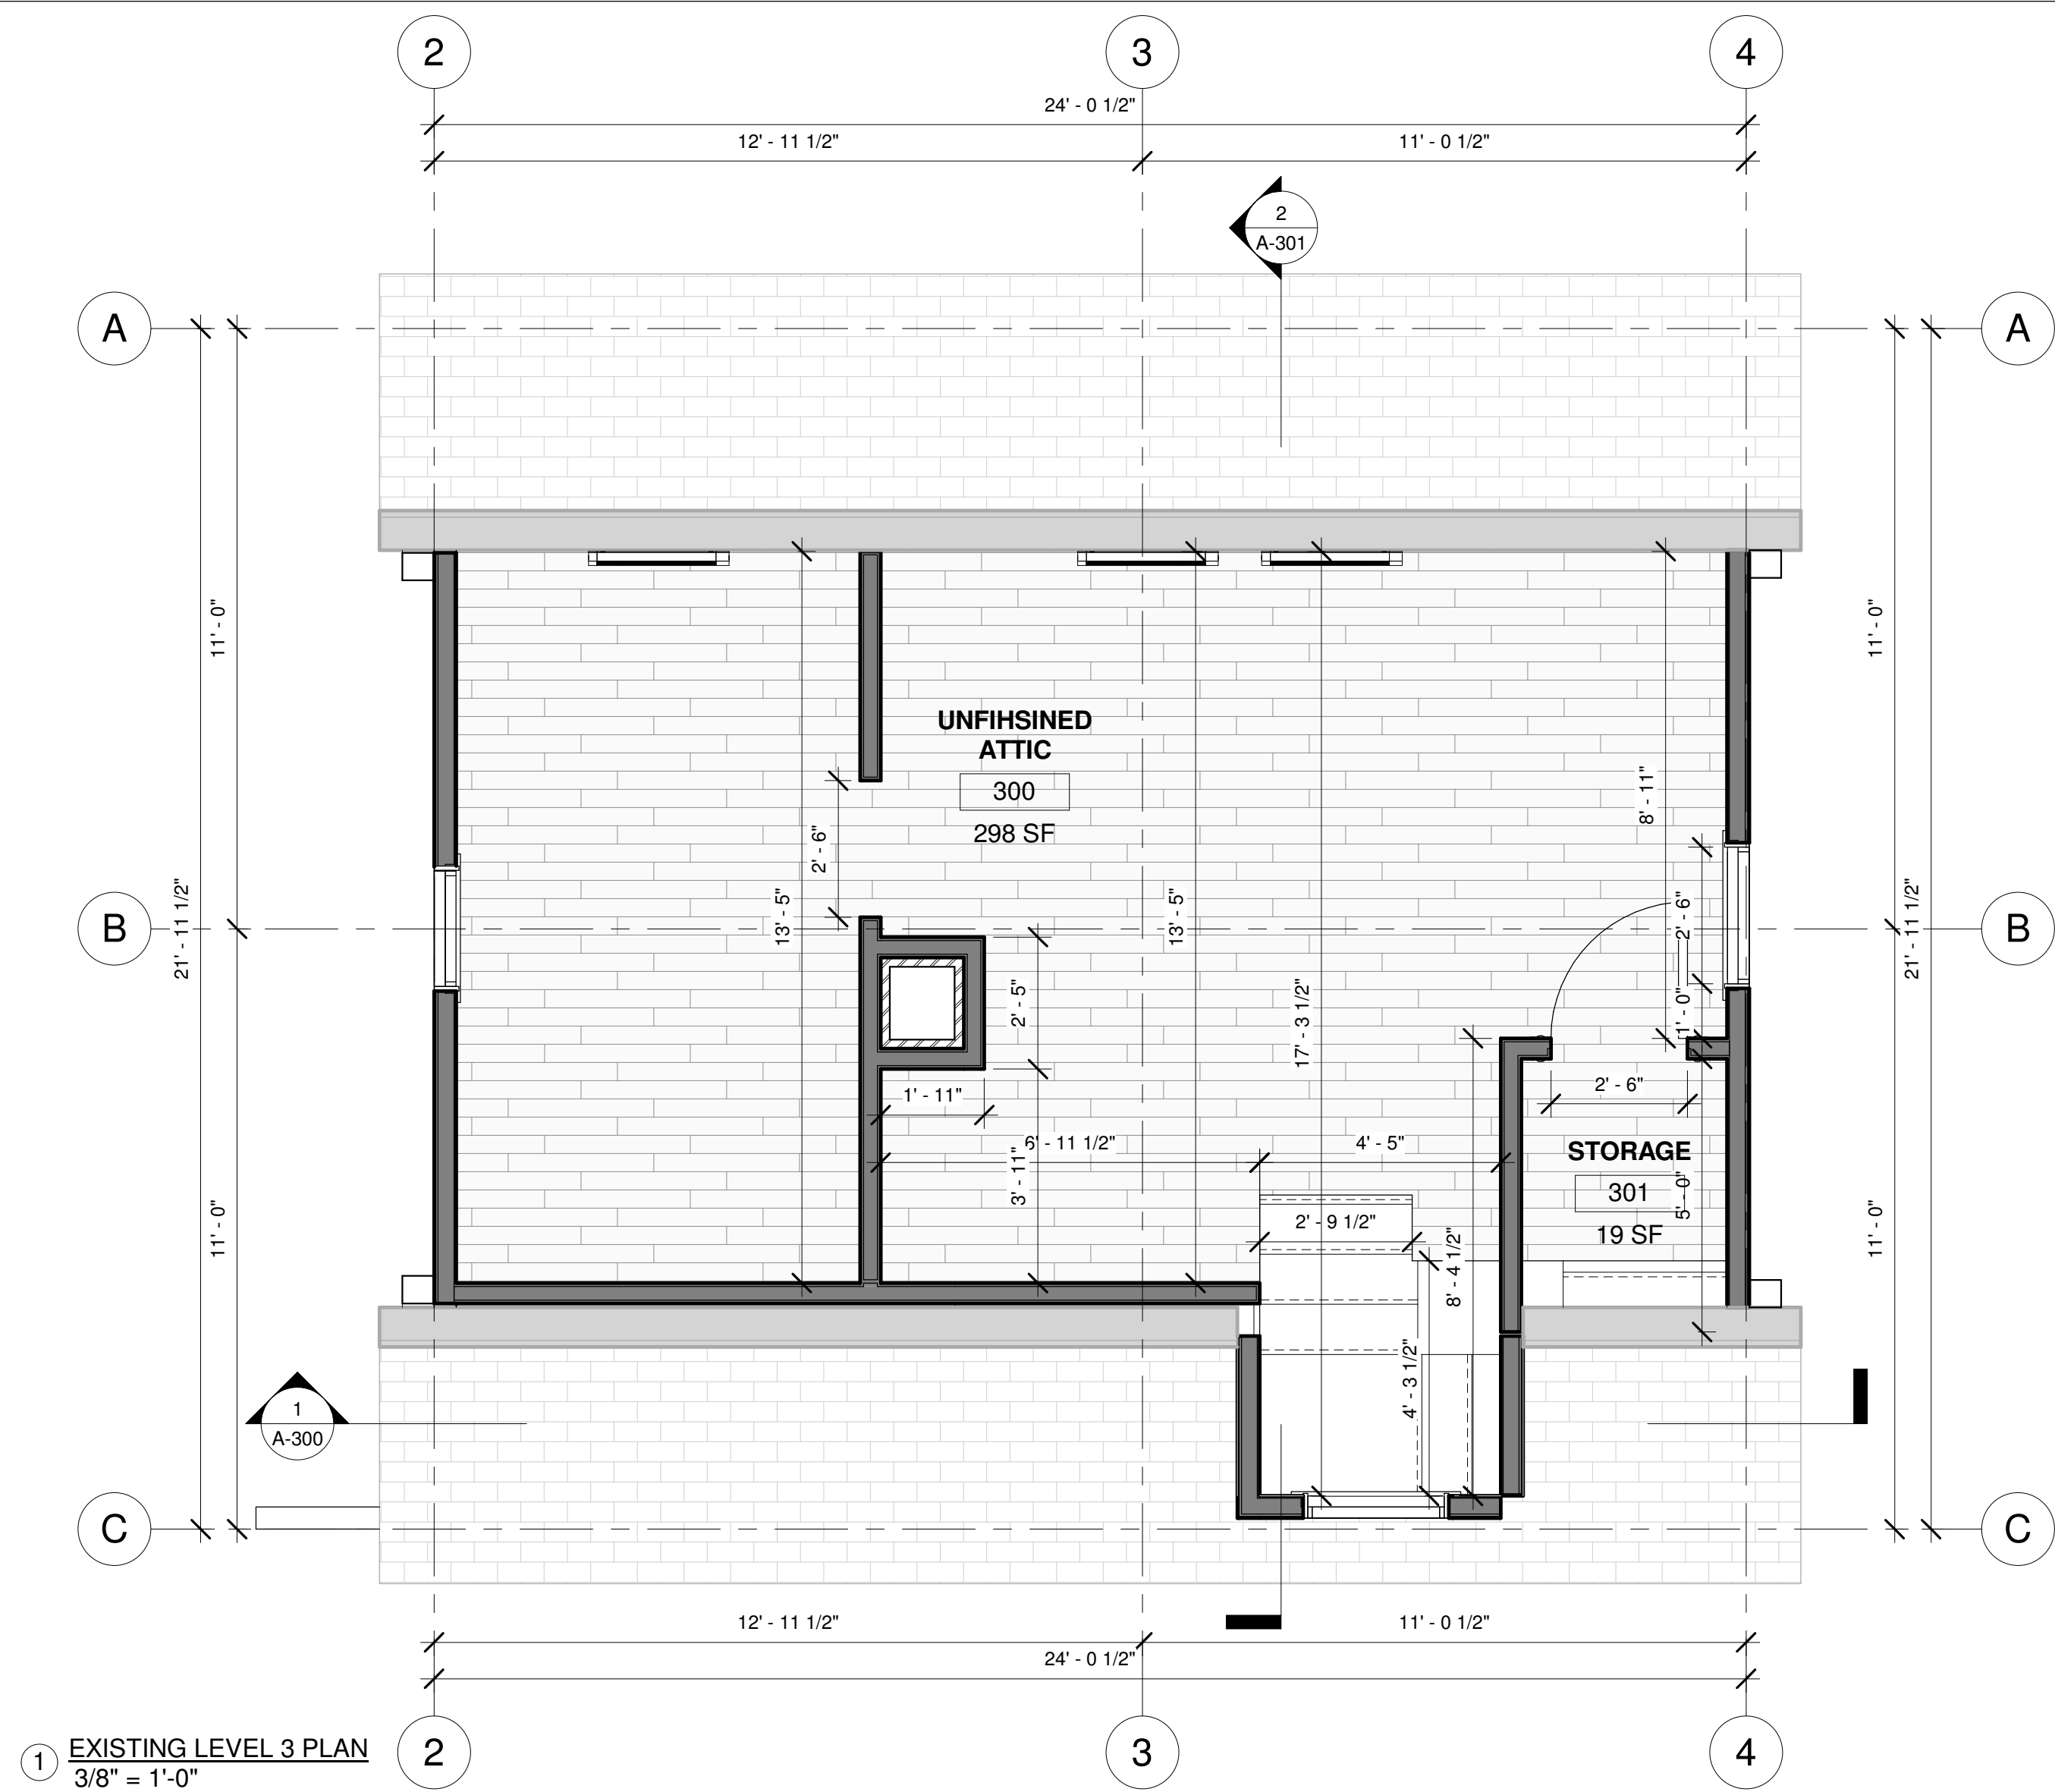 2 3 4
24' - 0 1/2"
12' - 11 1/2" 11' - 0 1/2"
2
A-301
A A
11' - 0" 11' - 0"
UNFIHSINED
ATTIC
300
298 SF
8' - 11"
2' - 6"
13' - 5" 13' - 5"
2' - 6"
21' - 11 1/2" 21' - 11 1/2"
B B
2' - 5"
17' - 3 1/2"
1' - 0"
1' - 11"
2' - 6"
6' - 11 1/2" 4' - 5"
3' - 11"
STORAGE
301
5' - 0"
19 SF
2' - 9 1/2"
8' - 4 1/2"
11' - 0" 11' - 0"
4' - 3 1/2"
1
A-300
C C
12' - 11 1/2" 11' - 0 1/2"
24' - 0 1/2"
2 3 4
1 EXISTING LEVEL 3 PLAN
3/8" = 1'-0"